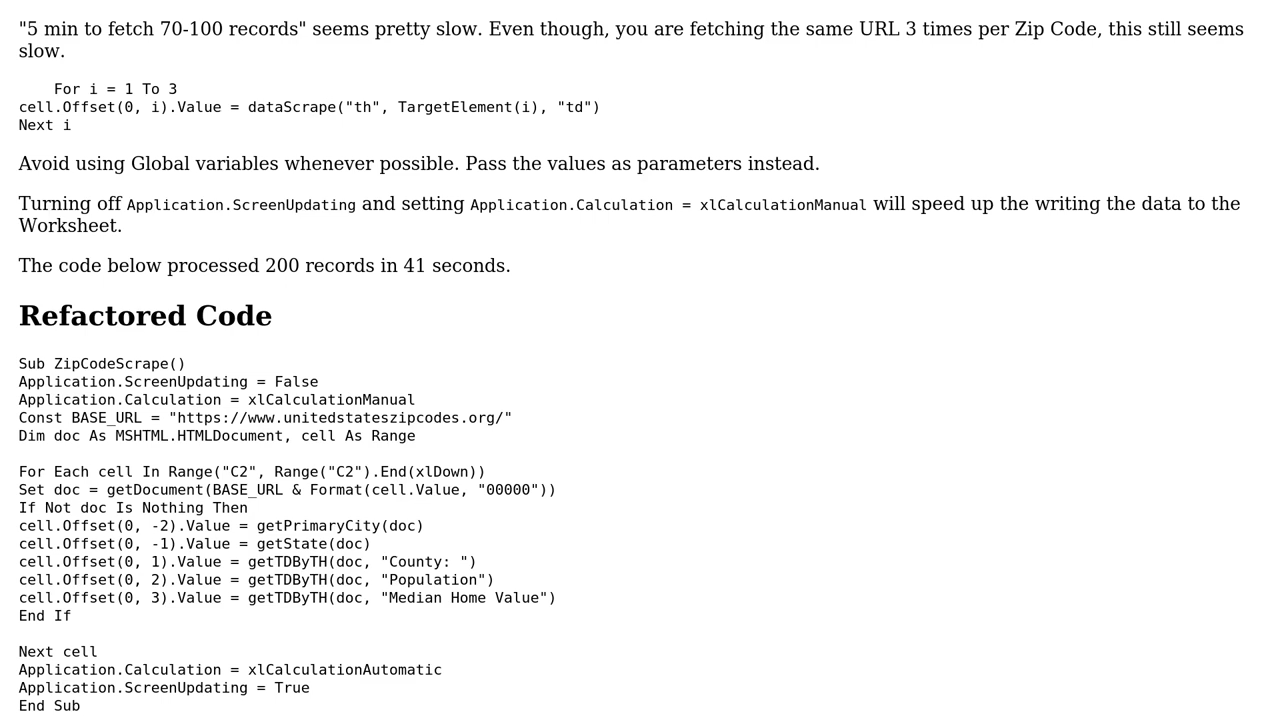 "5 min to fetch 70-100 records" seems pretty slow. Even though, you are fetching the same URL 3 times per Zip Code, this still seems
slow.
    For i = 1 To 3
cell.Offset(0, i).Value = dataScrape("th", TargetElement(i), "td")
Next i
Avoid using Global variables whenever possible. Pass the values as parameters instead.
Turning off Application.ScreenUpdating and setting Application.Calculation = xlCalculationManual will speed up the writing the data to the
Worksheet.
The code below processed 200 records in 41 seconds.
Refactored Code
Sub ZipCodeScrape()
Application.ScreenUpdating = False
Application.Calculation = xlCalculationManual
Const BASE_URL = "https://www.unitedstateszipcodes.org/"
Dim doc As MSHTML.HTMLDocument, cell As Range
For Each cell In Range("C2", Range("C2").End(xlDown))
Set doc = getDocument(BASE_URL & Format(cell.Value, "00000"))
If Not doc Is Nothing Then
cell.Offset(0, -2).Value = getPrimaryCity(doc)
cell.Offset(0, -1).Value = getState(doc)
cell.Offset(0, 1).Value = getTDByTH(doc, "County: ")
cell.Offset(0, 2).Value = getTDByTH(doc, "Population")
cell.Offset(0, 3).Value = getTDByTH(doc, "Median Home Value")
End If
Next cell
Application.Calculation = xlCalculationAutomatic
Application.ScreenUpdating = True
End Sub